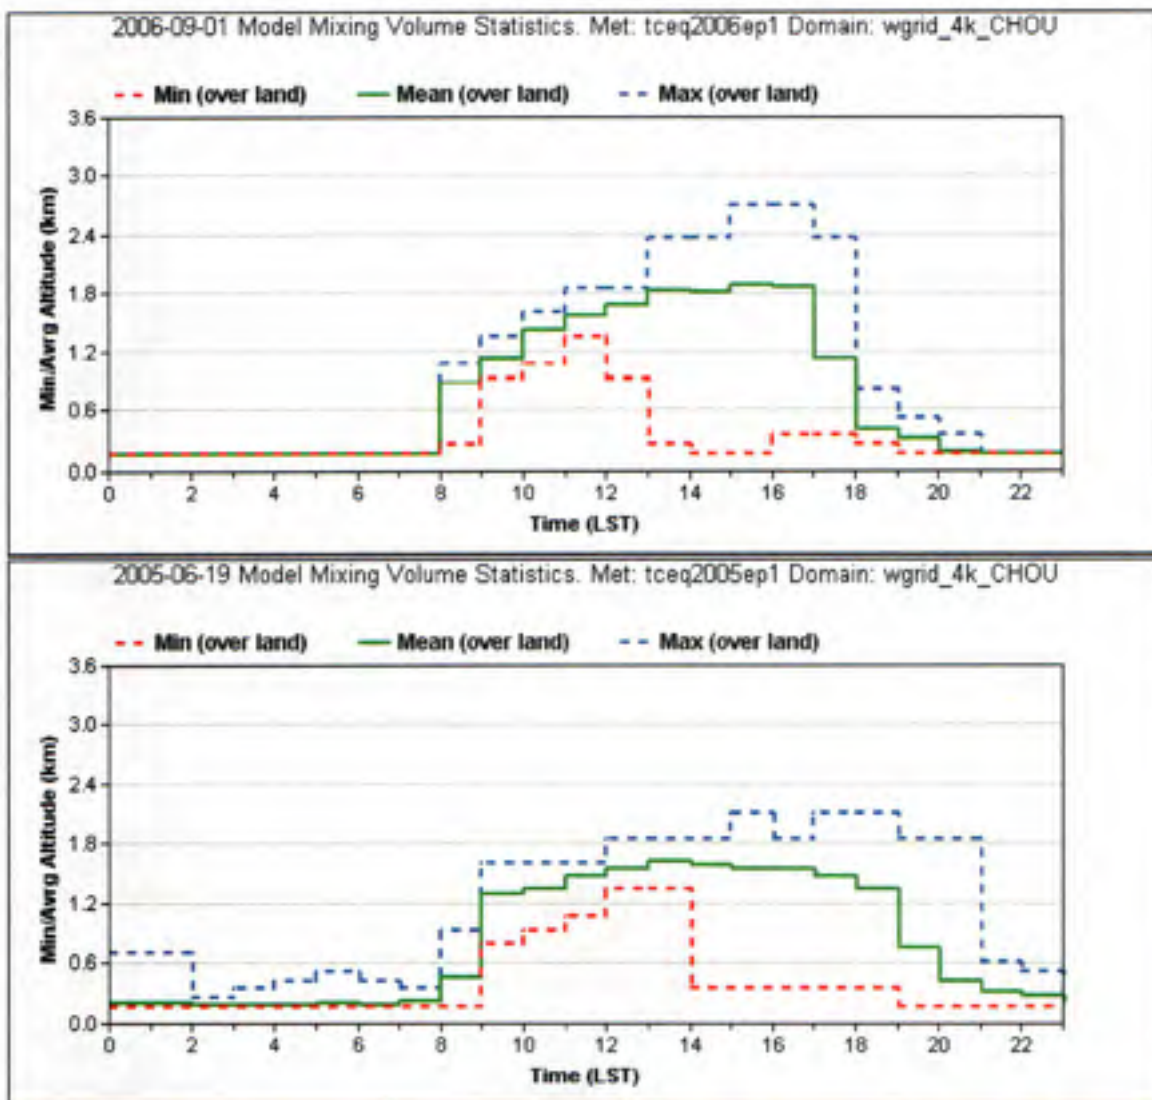 2006-09-01 Model Mixing Volume Statistics. Met: tceq2006ep1 Domain: wgrid_4k_CHOU
Min (over land) Mean (over land) Max (over land)
Min/Avrg Altitude (km)
3.6
3.0
2.4
1.8
1.2
0.6
0.0
0 2 4 6 8 10 12 14 16 18 20 22
Time (LST)
2005-06-19 Model Mixing Volume Statistics. Met: tceq2005ep1 Domain: wgrid_4k_CHOU
Min (over land) Mean (over land) Max (over land)
Min/Avrg Altitude (km)
3.6
3.0
2.4
1.8
1.2
0.6
0.0
0 2 4 6 8 10 12 14 16 18 20 22
Time (LST)